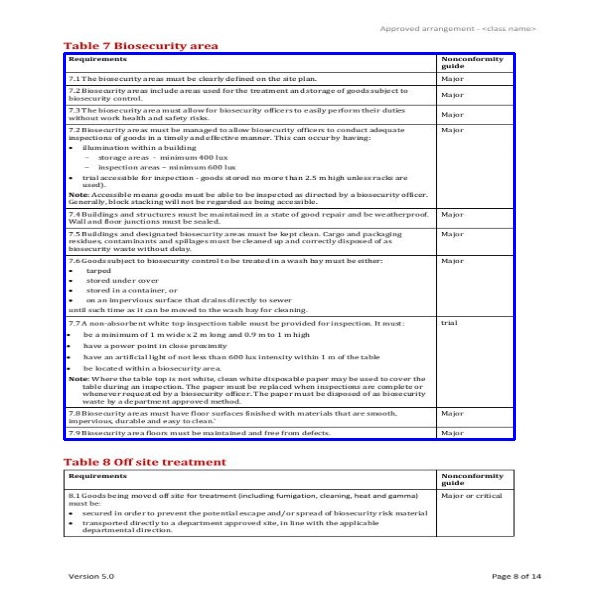 Approved arrangement - <class name>
Table 7 Biosecurity area
Requirements
Nonconformity
guide
7.1 The biosecurity areas must be clearly defined on the site plan.
Major
7.2 Biosecurity areas include areas used for the treatment and storage of goods subject to
biosecurity control.
Major
7.3 The biosecurity area must allow for biosecurity officers to easily perform their duties
without work health and safety risks.
Major
7.2 Biosecurity areas must be managed to allow biosecurity officers to conduct adequate
inspections of goods in a timely and effective manner. This can occur by having:
• illumination within a building
– storage areas - minimum 400 lux
– inspection areas – minimum 600 lux
• trial accessible for inspection - goods stored no more than 2.5 m high unless racks are
used).
Note: Accessible means goods must be able to be inspected as directed by a biosecurity officer.
Generally, block stacking will not be regarded as being accessible.
Major
7.4 Buildings and structures must be maintained in a state of good repair and be weatherproof.
Wall and floor junctions must be sealed.
Major
7.5 Buildings and designated biosecurity areas must be kept clean. Cargo and packaging
residues, contaminants and spillages must be cleaned up and correctly disposed of as
biosecurity waste without delay.
Major
7.6 Goods subject to biosecurity control to be treated in a wash bay must be either:
• tarped
• stored under cover
• stored in a container, or
• on an impervious surface that drains directly to sewer
until such time as it can be moved to the wash bay for cleaning.
Major
7.7 A non-absorbent white top inspection table must be provided for inspection. It must:
• be a minimum of 1 m wide x 2 m long and 0.9 m to 1 m high
• have a power point in close proximity
• have an artificial light of not less than 600 lux intensity within 1 m of the table
• be located within a biosecurity area.
Note: Where the table top is not white, clean white disposable paper may be used to cover the
table during an inspection. The paper must be replaced when inspections are complete or
whenever requested by a biosecurity officer. The paper must be disposed of as biosecurity
waste by a department approved method.
trial
7.8 Biosecurity areas must have floor surfaces finished with materials that are smooth,
impervious, durable and easy to clean.`
Major
7.9 Biosecurity area floors must be maintained and free from defects.
Major
Table 8 Off site treatment
Requirements
Nonconformity
guide
8.1 Goods being moved off site for treatment (including fumigation, cleaning, heat and gamma)
must be:
• secured in order to prevent the potential escape and/or spread of biosecurity risk material
• transported directly to a department approved site, in line with the applicable
departmental direction.
Major or critical
Version 5.0
Page 8 of 14